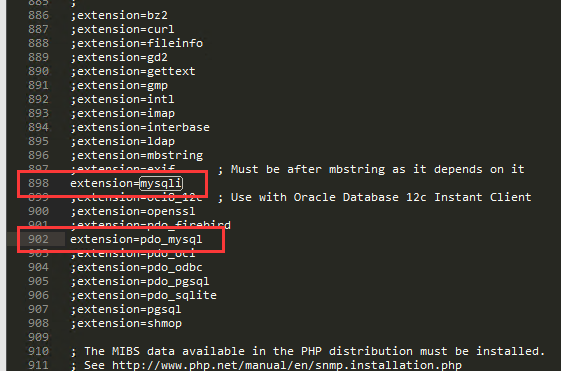 885 ;
886 ;extension=bz2
887 ;extension=curl
888 ;extension=fileinfo
889 ;extension=gd2
890 ;extension=gettext
891 ;extension=gmp
892 ;extension=intl
893 ;extension=imap
894 ;extension=interbase
895 ;extension=ldap
896 ;extension=mbstring
897 ;extension=exif ; Must be after mbstring as it depends on it
898 extension=mysqli
899 ;extension=oci8_12c ; Use with Oracle Database 12c Instant Client
900 ;extension=openssl
901 ;extension=pdo_firebird
902 extension=pdo_mysql
903 ;extension=pdo_oci
904 ;extension=pdo_odbc
905 ;extension=pdo_pgsql
906 ;extension=pdo_sqlite
907 ;extension=pgsql
908 ;extension=shmop
909
910 ; The MIBS data available in the PHP distribution must be installed.
911 ; See http://www.php.net/manual/en/snmp.installation.php